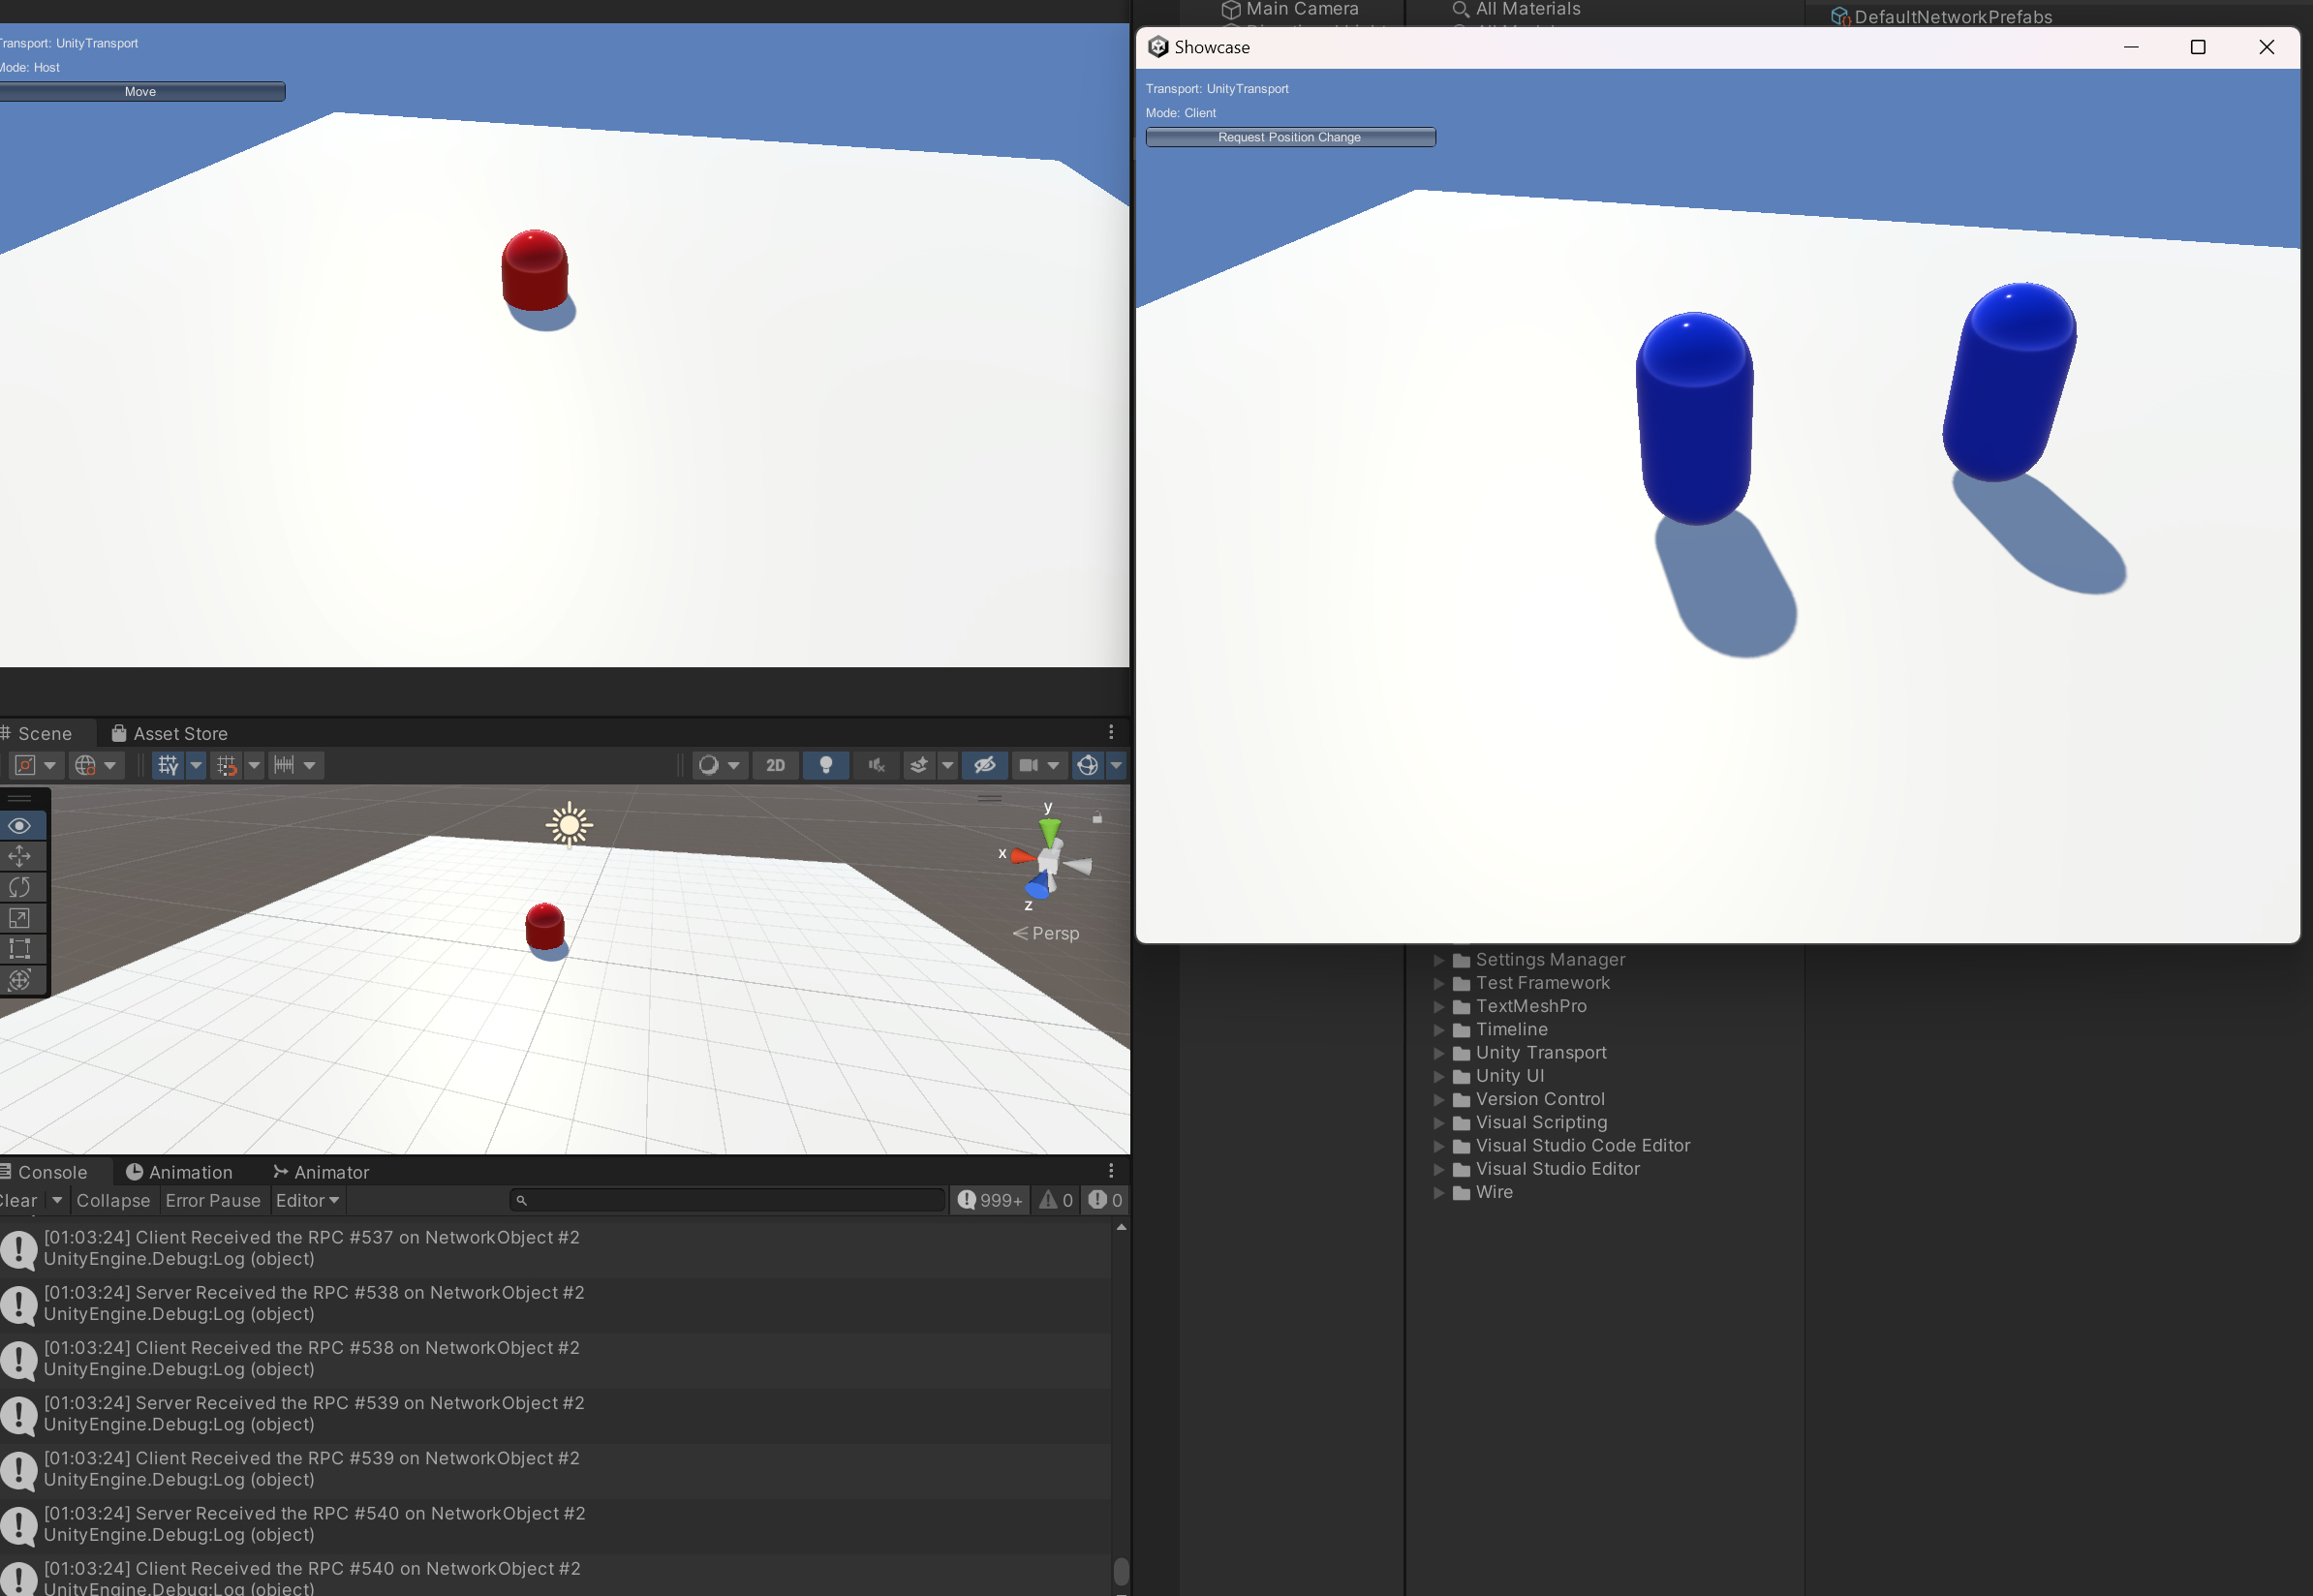 Transport: UnityTransport
Mode: Host
Move
Main Camera
All Materials
DefaultNetworkPrefabs
Showcase
Transport: UnityTransport
Mode: Client
Request Position Change
Scene
Asset Store
2D
y
x
z
Persp
Console
Animation
Animator
Clear
Collapse
Error Pause
Editor
999+
0
0
[01:03:24] Client Received the RPC #537 on NetworkObject #2
UnityEngine.Debug:Log (object)
[01:03:24] Server Received the RPC #538 on NetworkObject #2
UnityEngine.Debug:Log (object)
[01:03:24] Client Received the RPC #538 on NetworkObject #2
UnityEngine.Debug:Log (object)
[01:03:24] Server Received the RPC #539 on NetworkObject #2
UnityEngine.Debug:Log (object)
[01:03:24] Client Received the RPC #539 on NetworkObject #2
UnityEngine.Debug:Log (object)
[01:03:24] Server Received the RPC #540 on NetworkObject #2
UnityEngine.Debug:Log (object)
[01:03:24] Client Received the RPC #540 on NetworkObject #2
UnityEngine.Debug:Log (object)
Settings Manager
Test Framework
TextMeshPro
Timeline
Unity Transport
Unity UI
Version Control
Visual Scripting
Visual Studio Code Editor
Visual Studio Editor
Wire